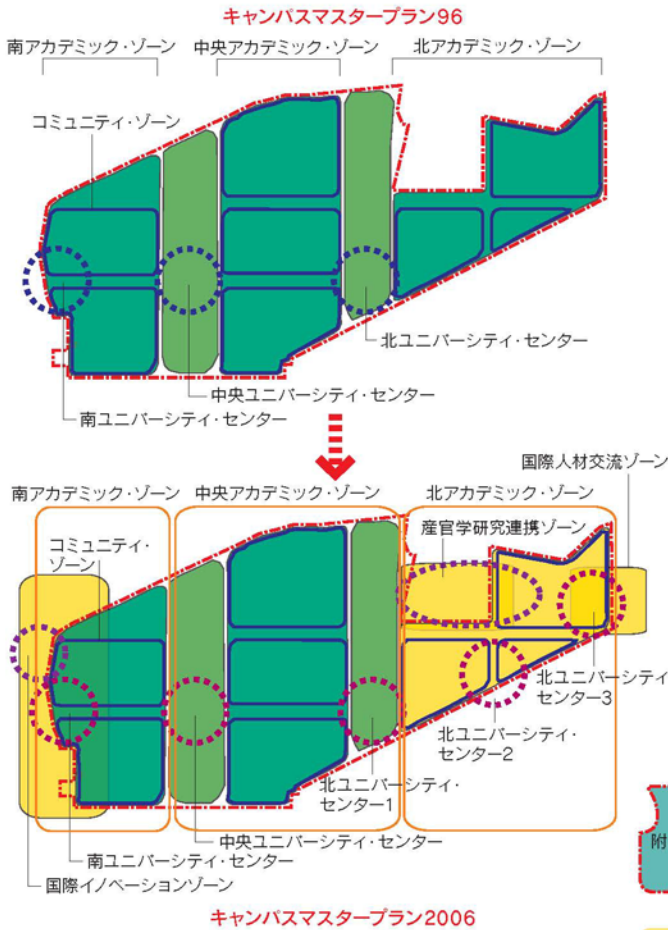 キャンパスマスタープラン96
南アカデミック・ゾーン
中央アカデミック・ゾーン
北アカデミック・ゾーン
コミュニティ・ゾーン
北ユニバーシティ・センター
中央ユニバーシティ・センター
南ユニバーシティ・センター
国際人材交流ゾーン
南アカデミック・ゾーン
中央アカデミック・ゾーン
北アカデミック・ゾーン
産官学研究連携ゾーン
コミュニティ・
ゾーン
北ユニバーシティ
センター3
北ユニバーシティ・
センター2
北ユニバーシティ・
センター1
中央ユニバーシティ・センター
南ユニバーシティ・センター
国際イノベーションゾーン
附
キャンパスマスタープラン2006